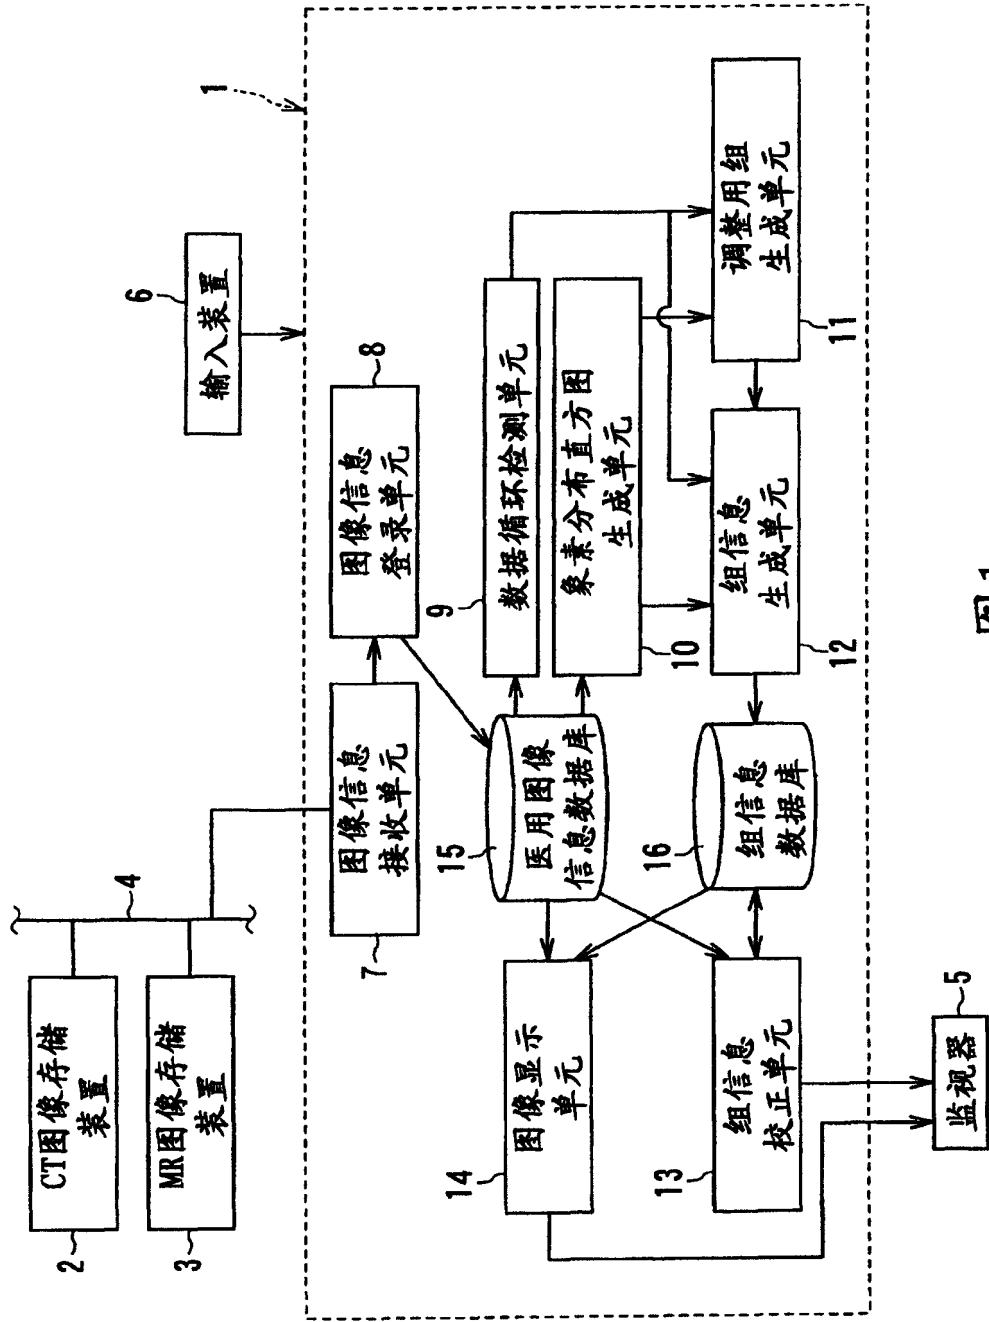 CT图像存储
装置
2
MR图像存储
装置
3
4
输入装置
6
1
图像信息
接收单元
7
图像信息
登录单元
8
医用图像
信息数据库
15
数据循环检测单元
9
象素分布直方图
生成单元
10
图像显示
单元
14
组信息
校正单元
13
组信息
数据库
16
组信息
生成单元
12
调整用组
生成单元
11
监视器
5
图1